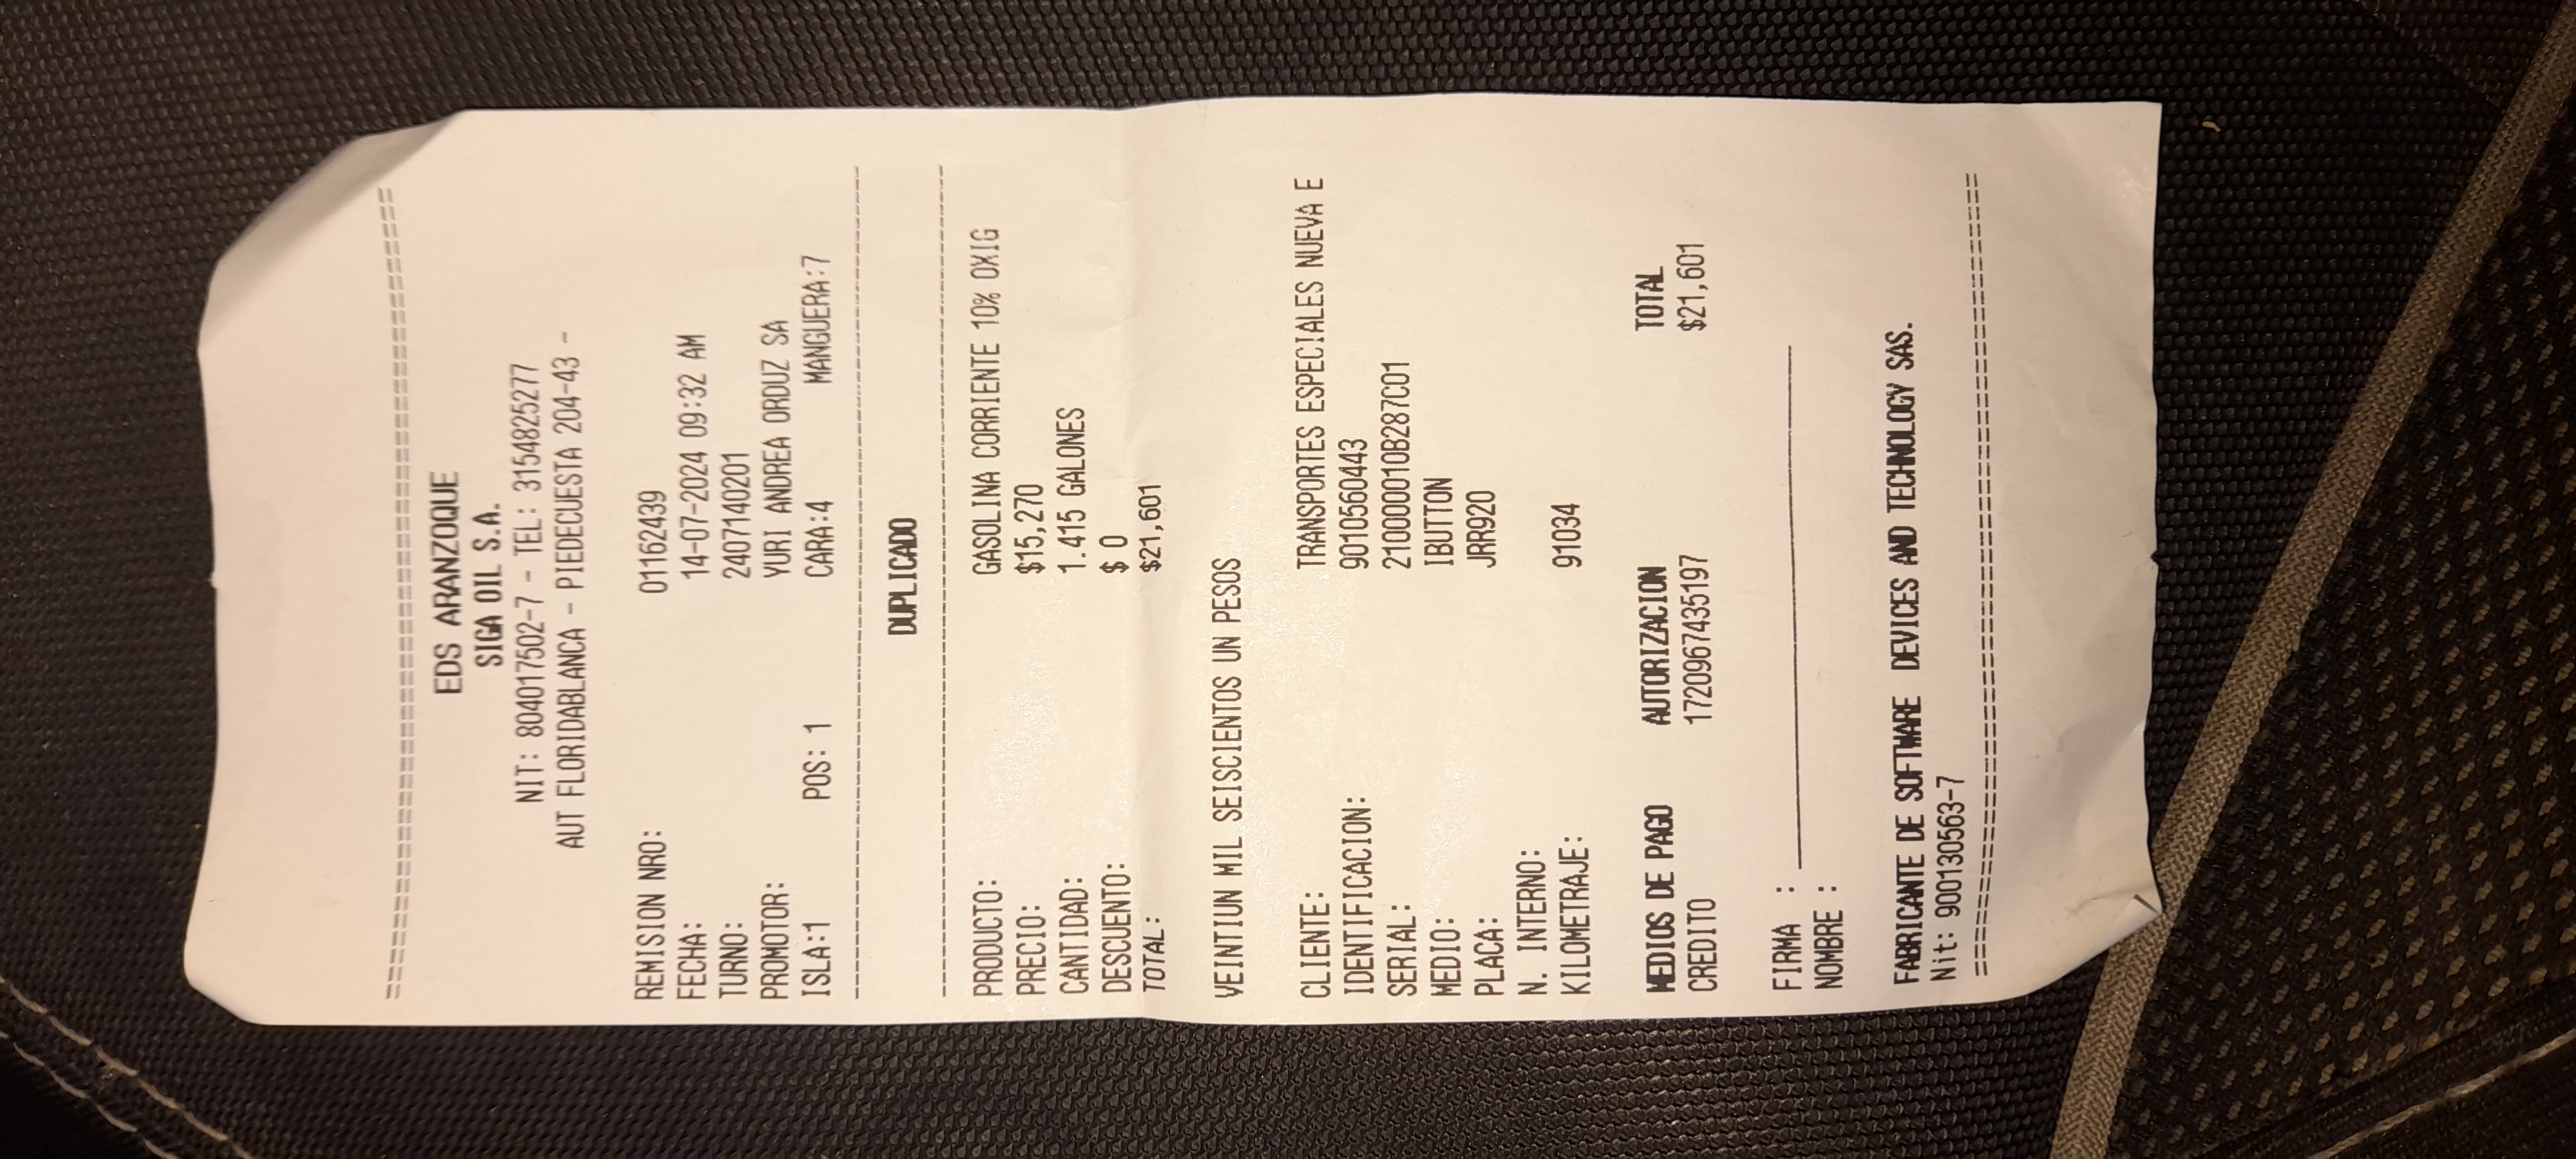 ================================================
EDS ARANZOQUE
SIGA OIL S.A.
NIT: 804017502-7 - TEL: 3154825277
AUT FLORIDABLANCA - PIEDECUESTA 204-43 -
REMISION NRO: 01162439
FECHA: 14-07-2024 09:32 AM
TURNO: 2407140201
PROMOTOR: YURI ANDREA ORDUZ SA
ISLA:1 POS: 1 CARA:4 MANGUERA:7
------------------------------------------------
DUPLICADO
------------------------------------------------
PRODUCTO: GASOLINA CORRIENTE 10% OXIG
PRECIO: $15,270
CANTIDAD: 1.415 GALONES
DESCUENTO: $ 0
TOTAL: $21,601
VEINTIUN MIL SEISCIENTOS UN PESOS
CLIENTE: TRANSPORTES ESPECIALES NUEVA E
IDENTIFICACION: 9010560443
SERIAL: 210000010B287C01
MEDIO: IBUTTON
PLACA: JRR920
N. INTERNO:
KILOMETRAJE: 91034
MEDIOS DE PAGO AUTORIZACION TOTAL
CREDITO 1720967435197 $21,601
FIRMA : ______________________________
NOMBRE :
FABRICANTE DE SOFTWARE DEVICES AND TECHNOLOGY SAS.
Nit: 900130563-7
================================================